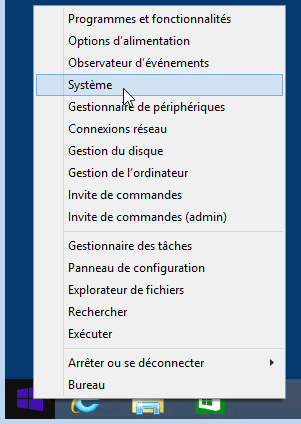 Programmes et fonctionnalités
Options d’alimentation
Observateur d’événements
Système
Gestionnaire de périphériques
Connexions réseau
Gestion du disque
Gestion de l’ordinateur
Invite de commandes
Invite de commandes (admin)
Gestionnaire des tâches
Panneau de configuration
Explorateur de fichiers
Rechercher
Exécuter
Arrêter ou se déconnecter
Bureau